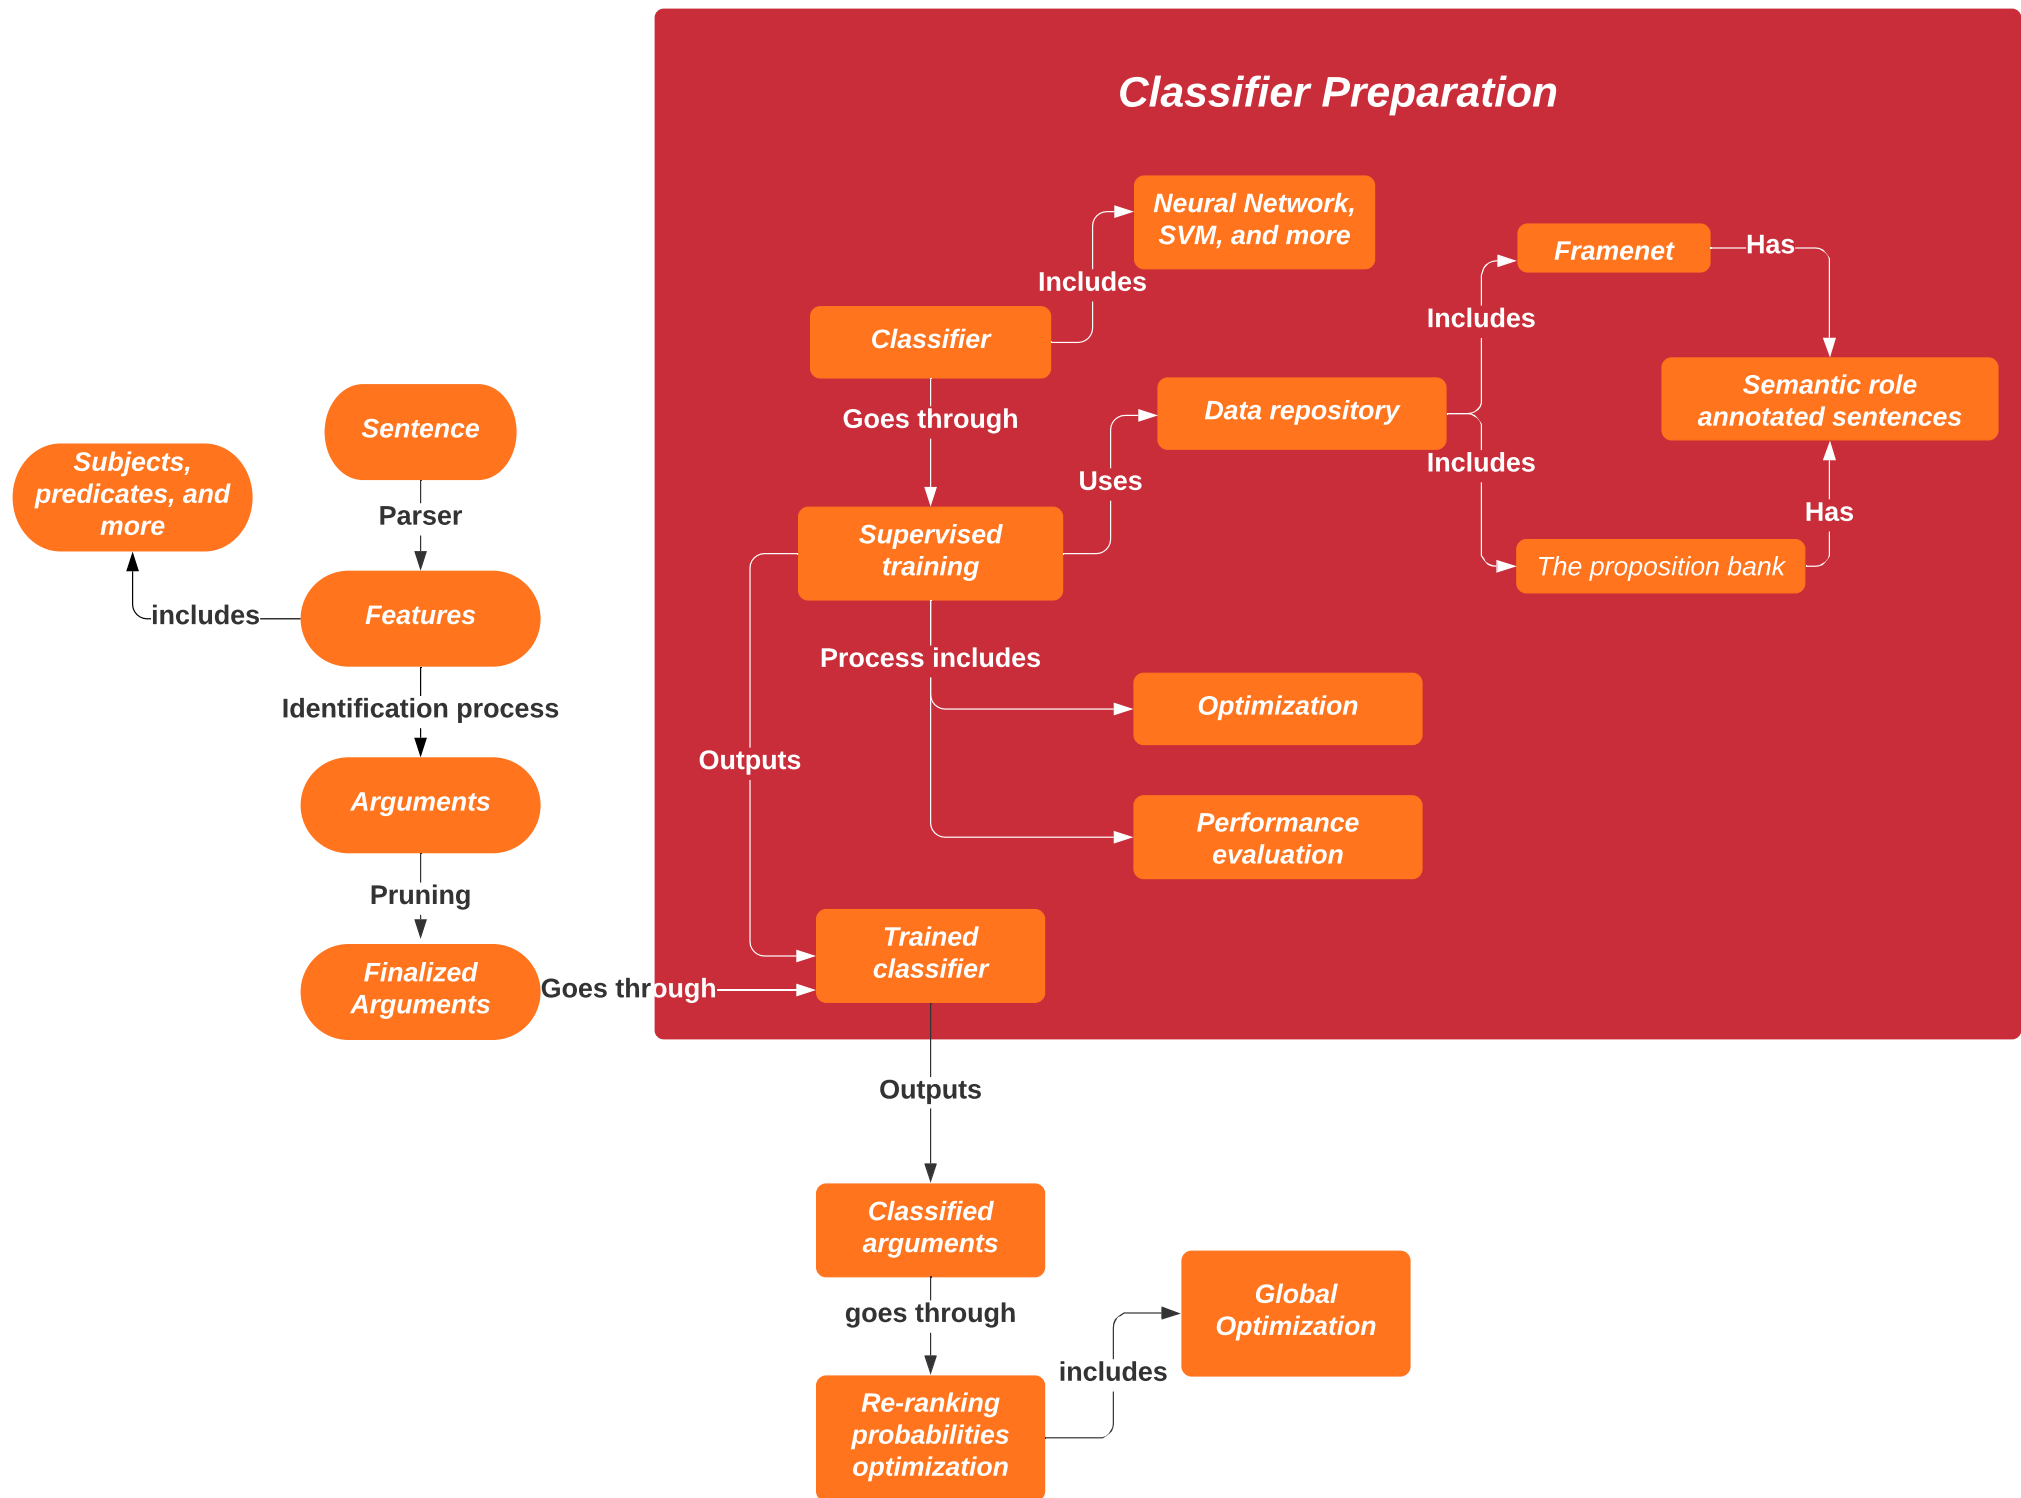 Classifier Preparation
Neural Network,
SVM, and more
Includes
Classifier
Goes through
Framenet
Has
Includes
Data repository
Semantic role
annotated sentences
Includes
Uses
Has
The proposition bank
Supervised
training
Process includes
Optimization
Outputs
Performance
evaluation
Trained
classifier
Sentence
Parser
Subjects,
predicates, and
more
includes
Features
Identification process
Arguments
Pruning
Finalized
Arguments
Goes through
Outputs
Classified
arguments
goes through
Re-ranking
probabilities
optimization
includes
Global
Optimization